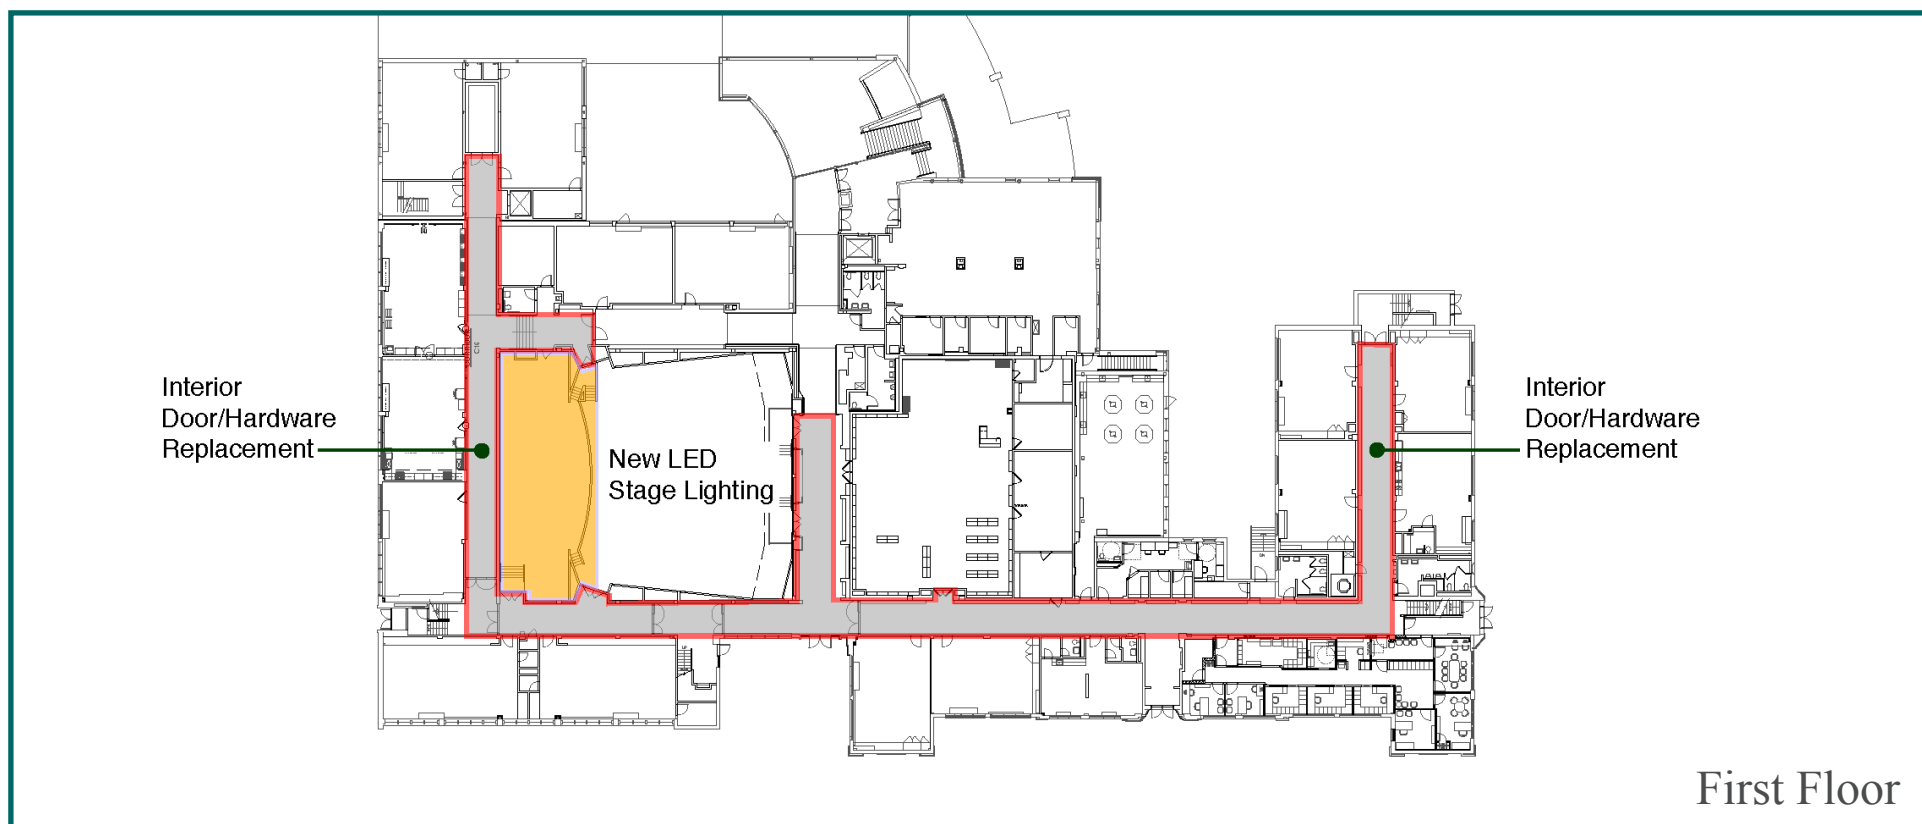 Interior
Door/Hardware
Replacement
New LED
Stage Lighting
Interior
Door/Hardware
Replacement
First Floor